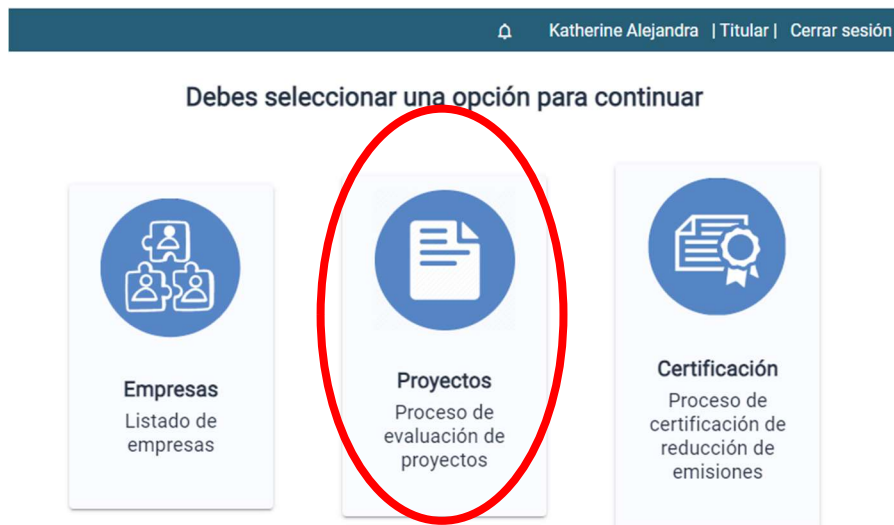 Katherine Alejandra | Titular | Cerrar sesión
Debes seleccionar una opción para continuar
Empresas
Listado de
empresas
Proyectos
Proceso de
evaluación de
proyectos
Certificación
Proceso de
certificación de
reducción de
emisiones